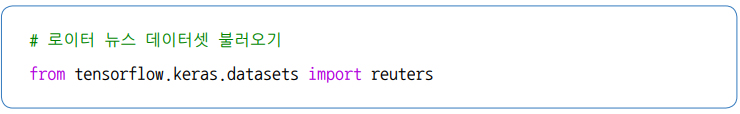 # 로이터 뉴스 데이터셋 불러오기
from tensorflow.keras.datasets import reuters